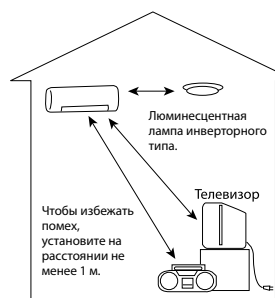 Люминесцентная
лампа инверторного
типа.
Телевизор
Чтобы избежать
помех,
установите на
расстоянии не
менее 1 м.